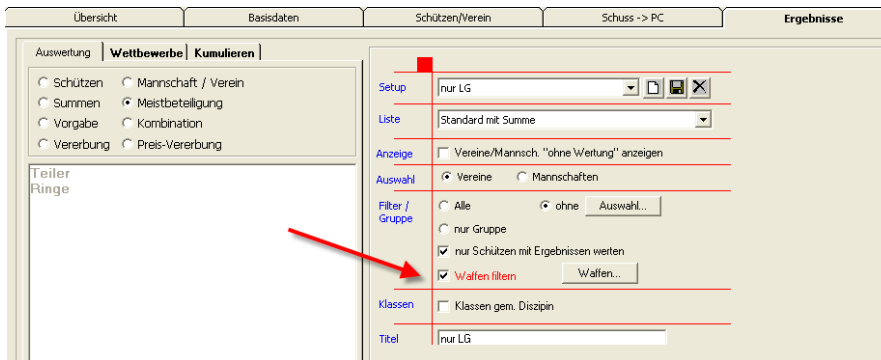 Übersicht
Basisdaten
Schützen/Verein
Schuss -> PC
Ergebnisse
Auswertung
Wettbewerbe
Kumulieren
Schützen
Mannschaft / Verein
Summen
Meistbeteiligung
Vorgabe
Kombination
Vererbung
Preis-Vererbung
Teiler
Ringe
Setup
nur LG
Liste
Standard mit Summe
Anzeige
Vereine/Mannsch. "ohne Wertung" anzeigen
Auswahl
Vereine
Mannschaften
Filter /
Gruppe
Alle
ohne
Auswahl...
nur Gruppe
nur Schützen mit Ergebnissen werten
Waffen filtern
Waffen...
Klassen
Klassen gem. Diszipin
Titel
nur LG